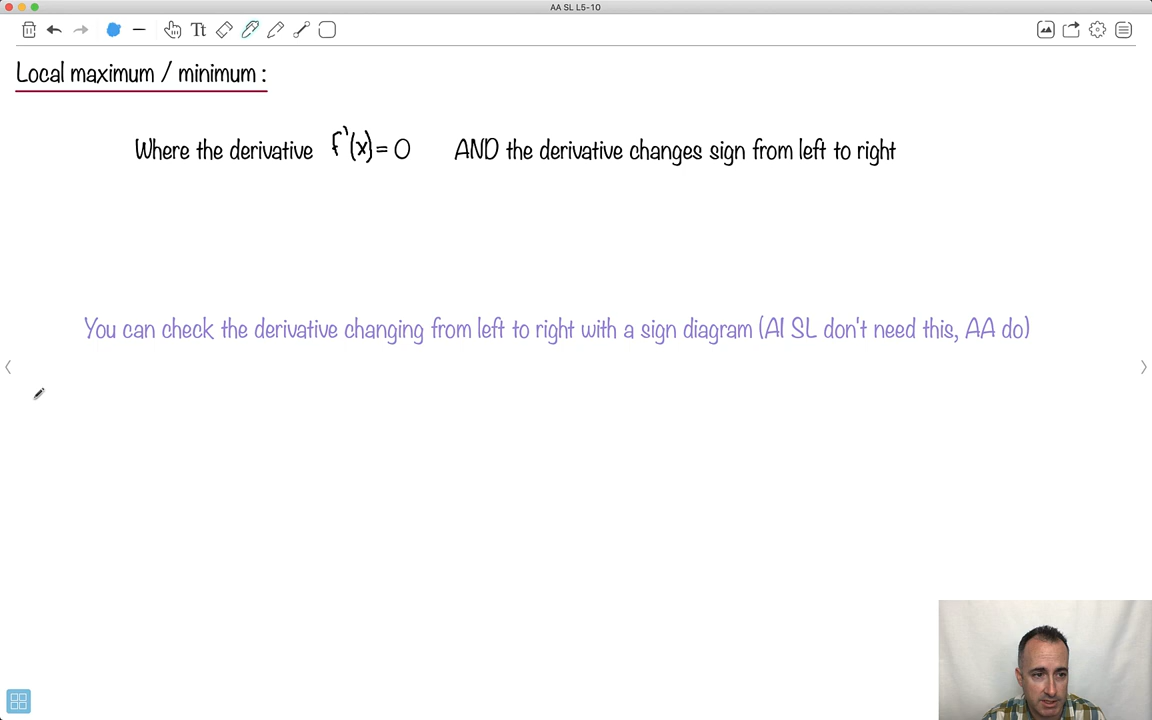 AA SL L5-10
Tt
Local maximum / minimum :
Where the derivative f'(x) = 0 AND the derivative changes sign from left to right
You can check the derivative changing from left to right with a sign diagram (AI SL don't need this, AA do)